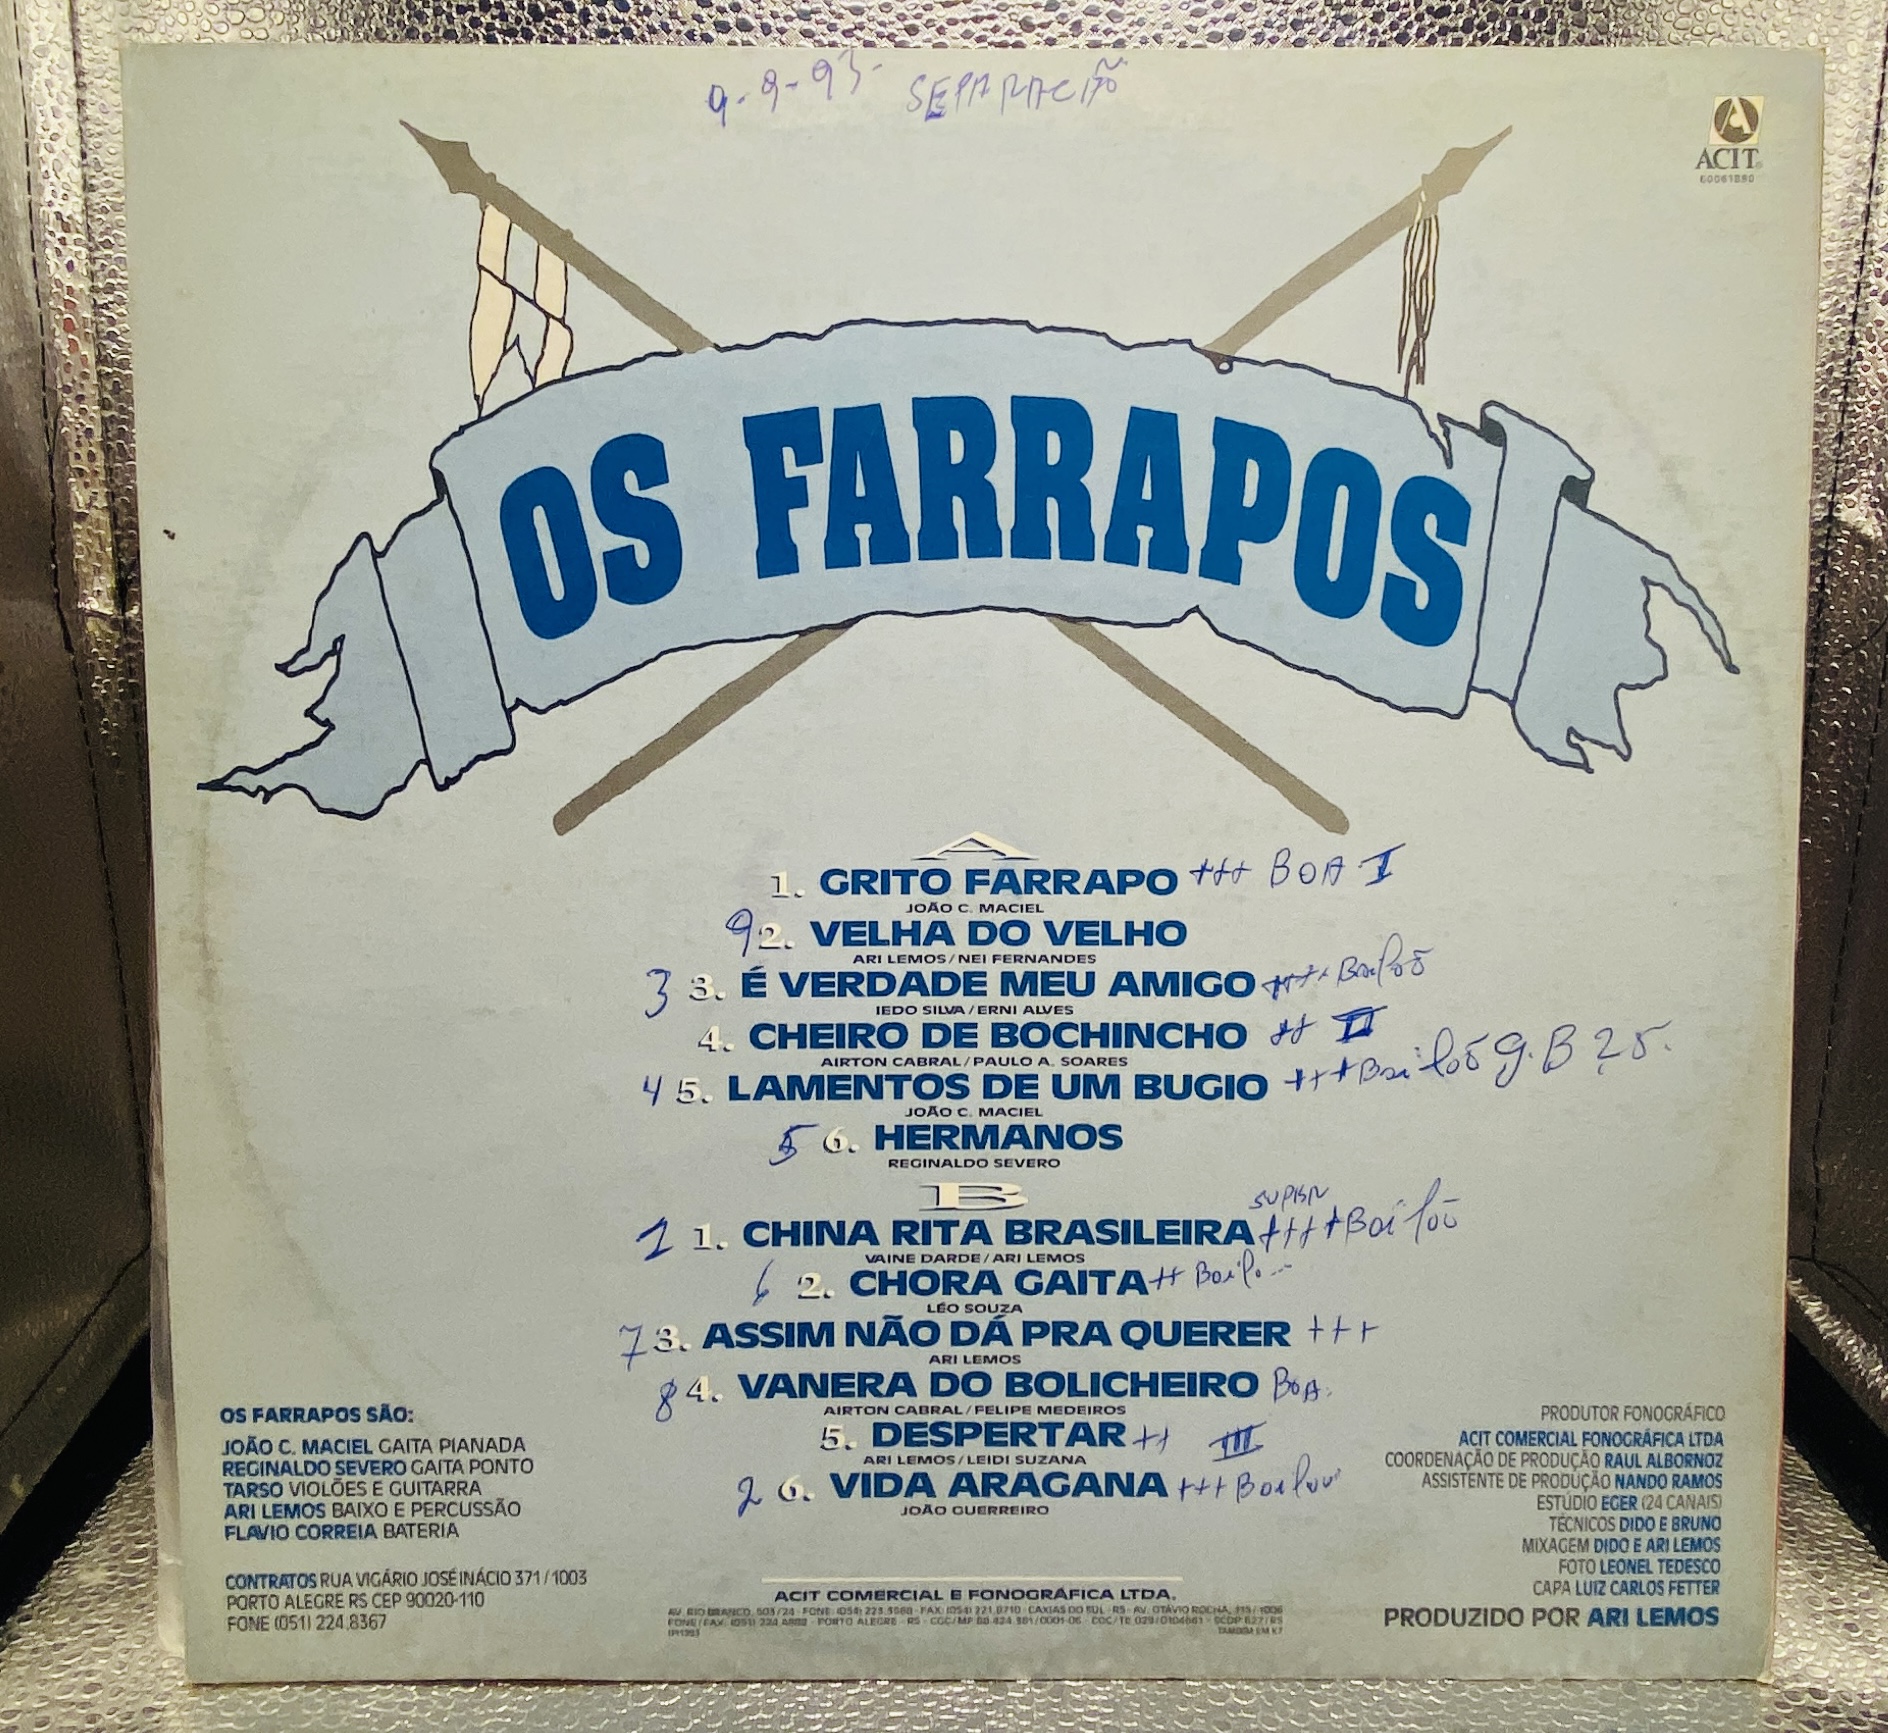 9-9-93- SEPARAÇÃO
ACIT
OS FARRAPOS
A
1. GRITO FARRAPO +++ BOA I
JOÃO C. MACIEL
9 2. VELHA DO VELHO
ARI LEMOS/NEI FERNANDES
3 3. É VERDADE MEU AMIGO +++
IEDO SILVA/ERNI ALVES
4. CHEIRO DE BOCHINCHO ++ II
AIRTON CABRAL/PAULO A. SOARES
4 5. LAMENTOS DE UM BUGIO +++
JOÃO C. MACIEL
5 6. HERMANOS
REGINALDO SEVERO
B
SUPER
1 1. CHINA RITA BRASILEIRA ++++
VAINE DARDE/ARI LEMOS
6 2. CHORA GAITA ++
LÉO SOUZA
7 3. ASSIM NÃO DÁ PRA QUERER +++
ARI LEMOS
8 4. VANERA DO BOLICHEIRO BOA.
AIRTON CABRAL/FELIPE MEDEIROS
5. DESPERTAR ++ III
ARI LEMOS/LEIDI SUZANA
2 6. VIDA ARAGANA +++
JOÃO GUERREIRO
OS FARRAPOS SÃO:
JOÃO C. MACIEL GAITA PIANADA
REGINALDO SEVERO GAITA PONTO
TARSO VIOLÕES E GUITARRA
ARI LEMOS BAIXO E PERCUSSÃO
FLAVIO CORREIA BATERIA
CONTRATOS RUA VIGÁRIO JOSÉ INÁCIO 371/1003
PORTO ALEGRE RS CEP 90020-110
FONE (051) 224.8367
ACIT COMERCIAL E FONOGRÁFICA LTDA.
PRODUTOR FONOGRÁFICO
ACIT COMERCIAL FONOGRÁFICA LTDA
COORDENAÇÃO DE PRODUÇÃO RAUL ALBORNOZ
ASSISTENTE DE PRODUÇÃO NANDO RAMOS
ESTÚDIO EGER (24 CANAIS)
TÉCNICOS DIDO E BRUNO
MIXAGEM DIDO E ARI LEMOS
FOTO LEONEL TEDESCO
CAPA LUIZ CARLOS FETTER
PRODUZIDO POR ARI LEMOS